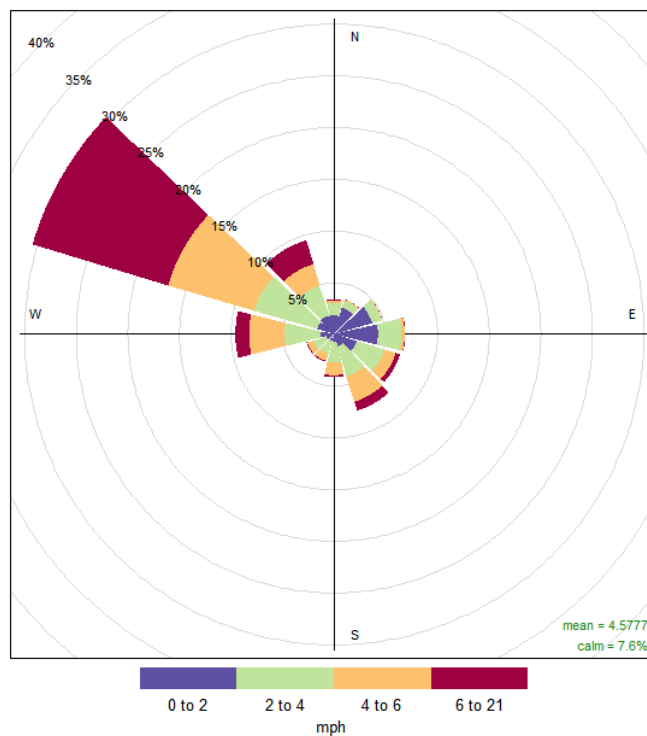 N
40%
35%
30%
25%
20%
15%
10%
5%
W
E
S
mean = 4.5777
calm = 7.6%
0 to 2
2 to 4
4 to 6
6 to 21
mph